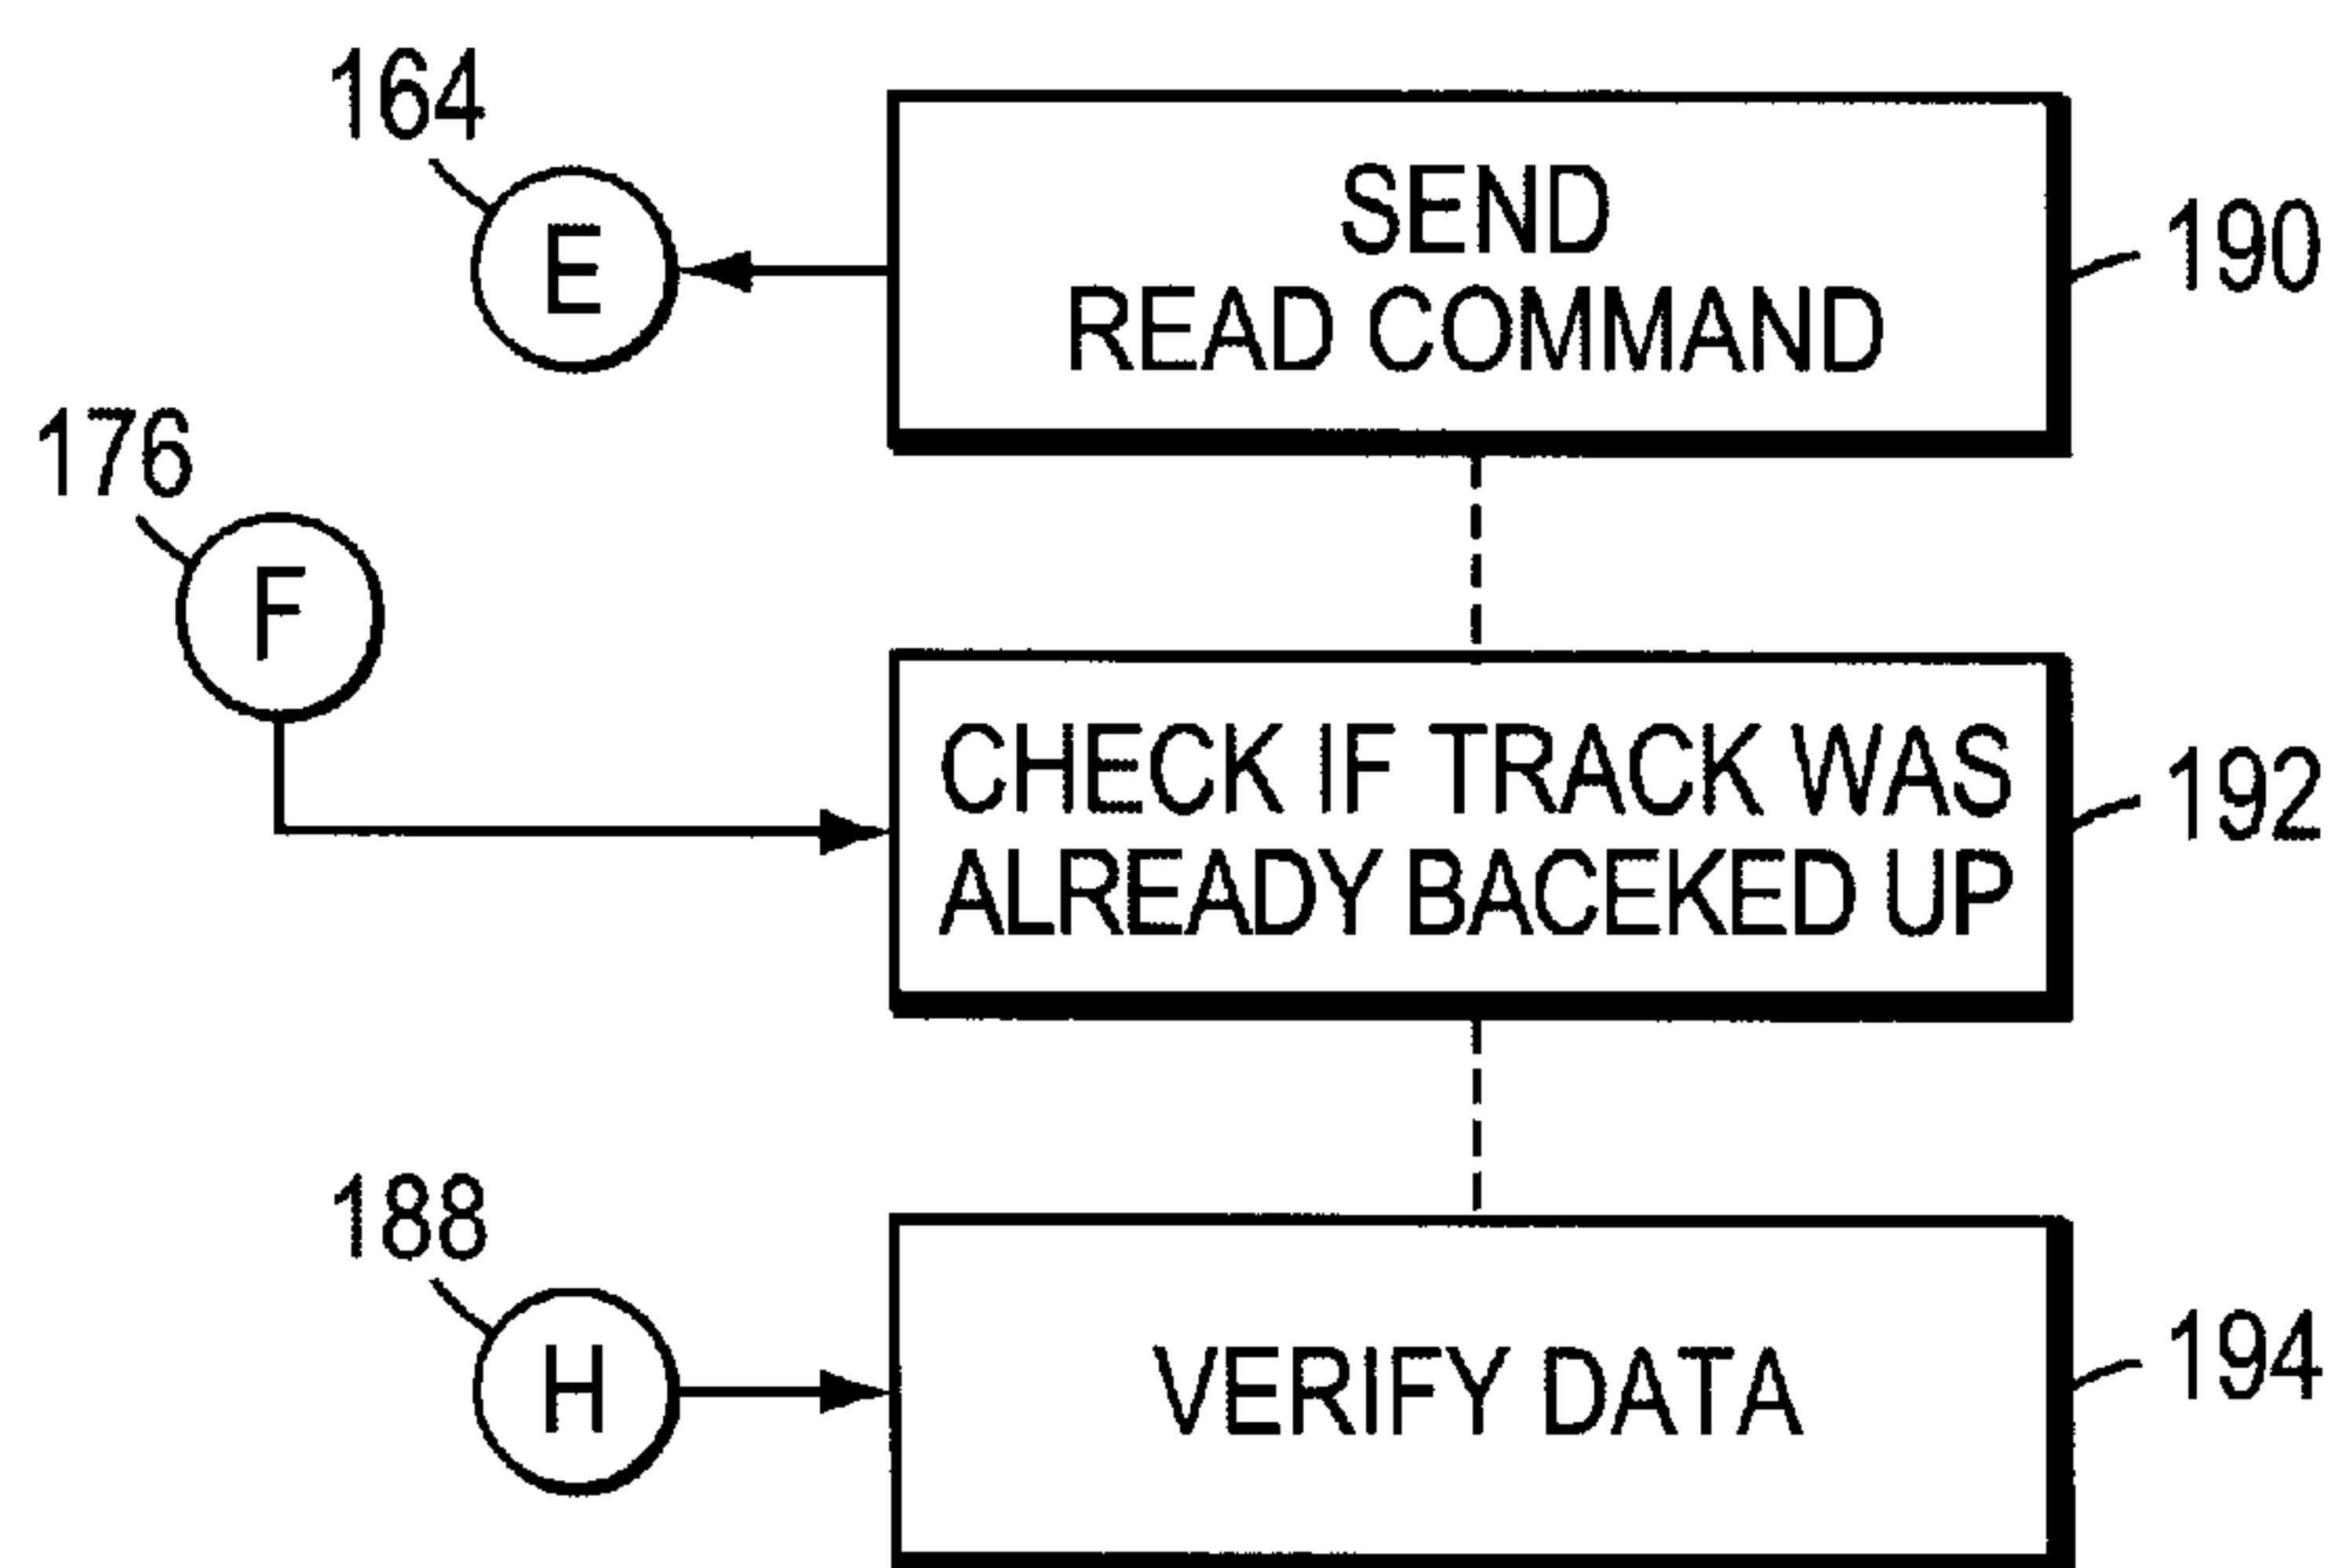 164
SEND
E
190
READ COMMAND
176
F
CHECK IF TRACK WAS
192
ALREADY BACEKED UP
188
H
VERIFY DATA
194